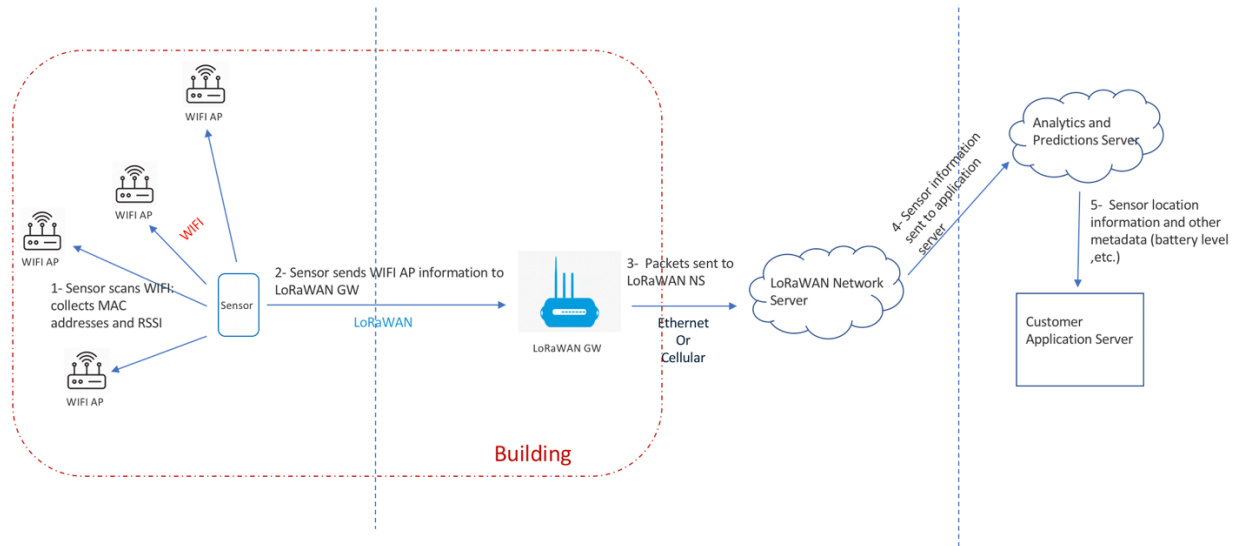 WIFI AP
WIFI AP
WIFI AP
WIFI
1- Sensor scans WIFI:
collects MAC
addresses and RSSI
Sensor
WIFI AP
2- Sensor sends WIFI AP information to
LoRaWAN GW
LoRaWAN
LoRaWAN GW
3- Packets sent to
LoRaWAN NS
Ethernet
Or
Cellular
Building
LoRaWAN Network
Server
4- Sensor information
sent to application
server
Analytics and
Predictions Server
5- Sensor location
information and other
metadata (battery level
,etc.)
Customer
Application Server